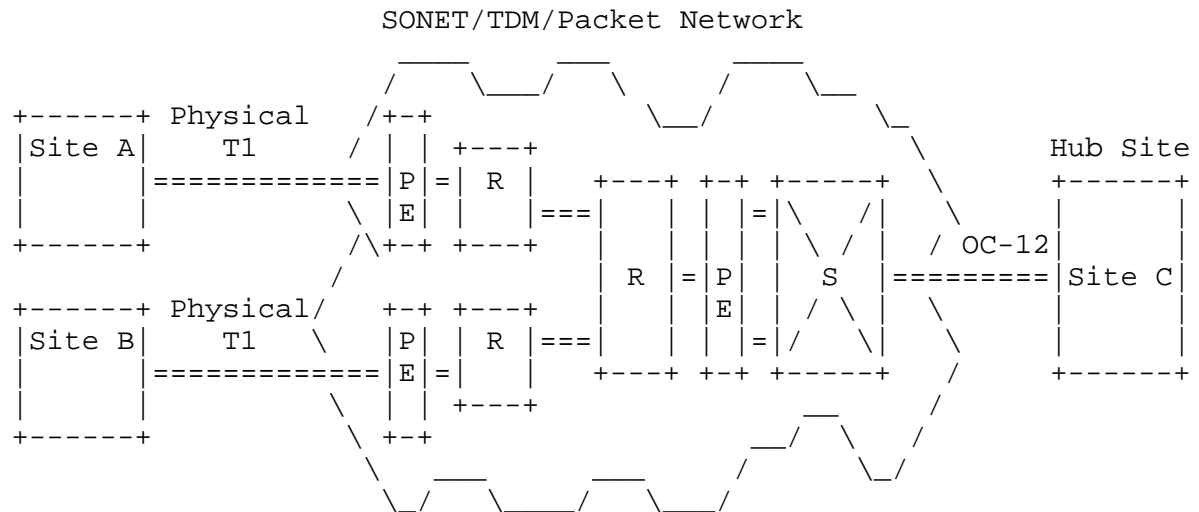 SONET/TDM/Packet Network
Physical
Site A T1 Hub Site
P R
E
OC-12
R P S Site C
E
Physical
Site B T1 P R
E